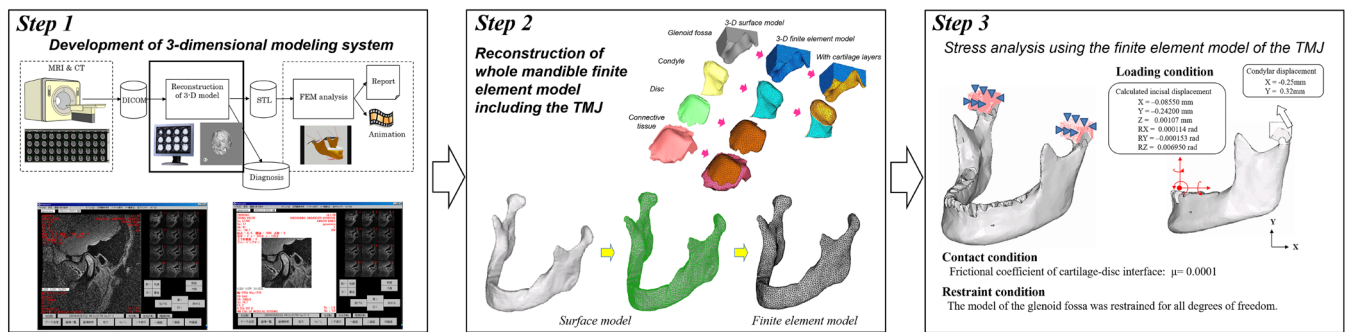 Step 1
Development of 3-dimensional modeling system
MRI & CT
DICOM
Reconstruction
of 3-D model
STL
FEM analysis
Report
Animation
Diagnosis
Step 2
Reconstruction of
whole mandible finite
element model
including the TMJ
Glenoid fossa
3-D surface model
3-D finite element model
With cartilage layers
Condyle
Disc
Connective
tissue
Surface model
Finite element model
Step 3
Stress analysis using the finite element model of the TMJ
Loading condition
Calculated incisal displacement
X = -0.08550 mm
Y = -0.24200 mm
Z = 0.00107 mm
RX = 0.000114 rad
RY = -0.000153 rad
RZ = 0.006950 rad
Condylar displacement
X = -0.25mm
Y = 0.32mm
Y
X
Contact condition
Frictional coefficient of cartilage-disc interface: μ= 0.0001
Restraint condition
The model of the glenoid fossa was restrained for all degrees of freedom.